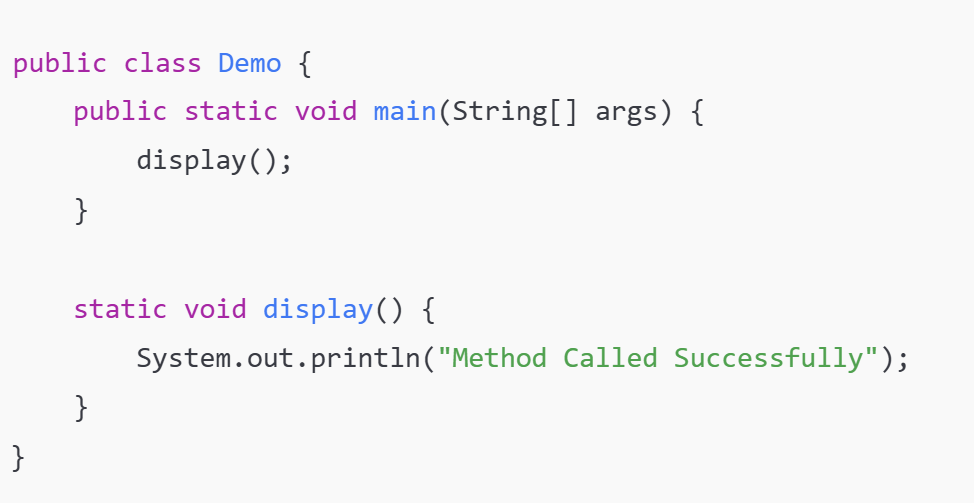 public class Demo {
    public static void main(String[] args) {
        display();
    }

    static void display() {
        System.out.println("Method Called Successfully");
    }
}